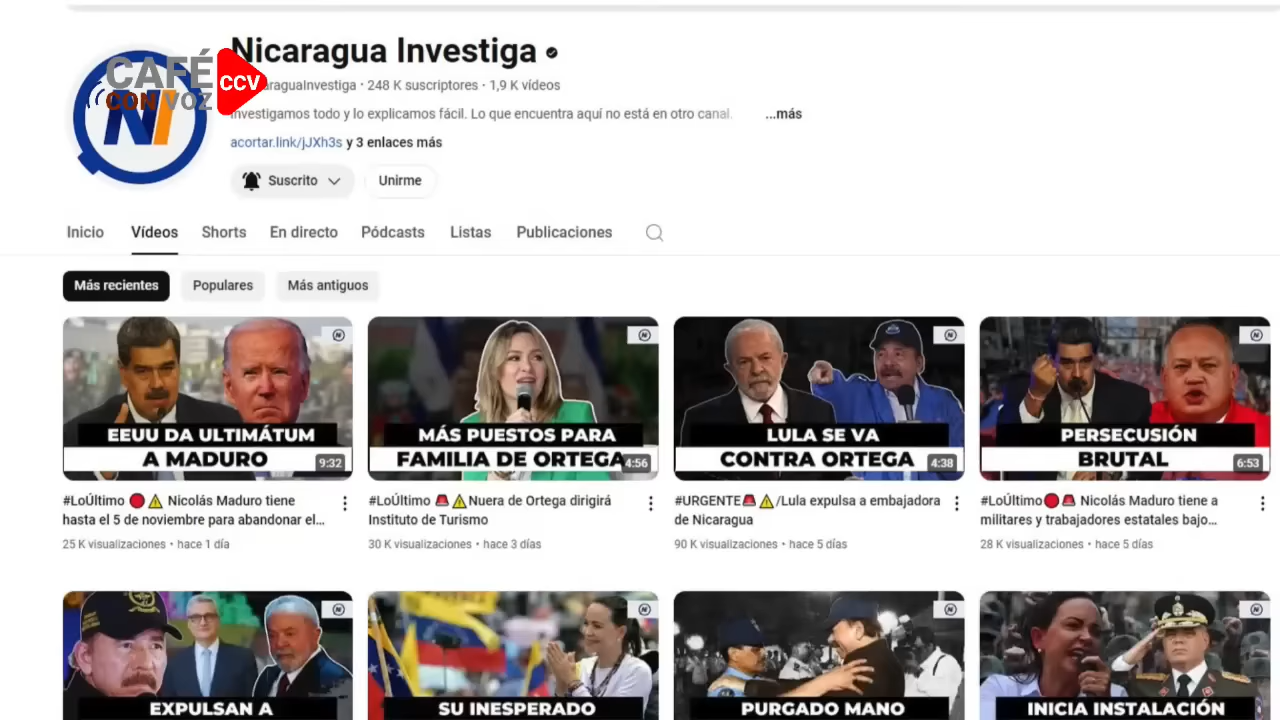 Nicaragua Investiga
CAFÉ
CON VOZ
CCV
araguaInvestiga · 248 K suscriptores · 1,9 K vídeos
Investigamos todo y lo explicamos fácil. Lo que encuentra aquí no está en otro canal. ...más
acortar.link/jJXh3s y 3 enlaces más
Suscrito
Unirme
Inicio Vídeos Shorts En directo Pódcasts Listas Publicaciones
Más recientes Populares Más antiguos
EEUU DA ULTIMÁTUM
A MADURO
9:32
MÁS PUESTOS PARA
FAMILIA DE ORTEGA
4:56
LULA SE VA
CONTRA ORTEGA
4:38
PERSECUSIÓN
BRUTAL
6:53
#LoÚltimo 🔴⚠️ Nicolás Maduro tiene
hasta el 5 de noviembre para abandonar el...
25 K visualizaciones • hace 1 día
#LoÚltimo 🚨⚠️Nuera de Ortega dirigirá
Instituto de Turismo
30 K visualizaciones • hace 3 días
#URGENTE🚨⚠️/Lula expulsa a embajadora
de Nicaragua
90 K visualizaciones • hace 5 días
#LoÚltimo🔴🚨 Nicolás Maduro tiene a
militares y trabajadores estatales bajo...
28 K visualizaciones • hace 5 días
EXPULSAN A
SU INESPERADO
PURGADO MANO
INICIA INSTALACIÓN